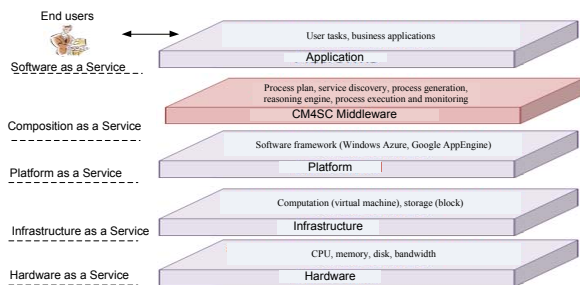 End users
User tasks, business applications
Application
Software as a Service
Process plan, service discovery, process generation,
reasoning engine, process execution and monitoring
CM4SC Middleware
Composition as a Service
Software framework (Windows Azure, Google AppEngine)
Platform
Platform as a Service
Computation (virtual machine), storage (block)
Infrastructure
Infrastructure as a Service
CPU, memory, disk, bandwidth
Hardware
Hardware as a Service